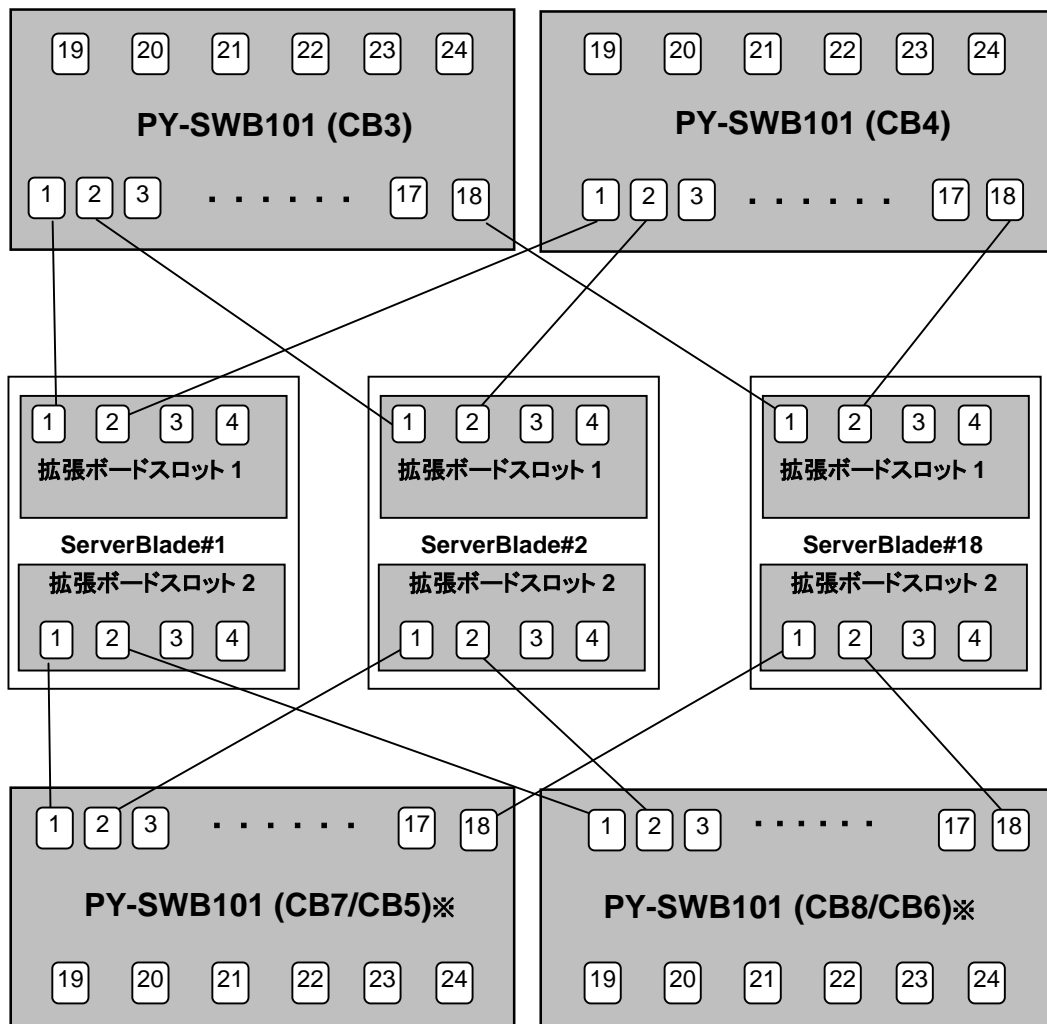 19 20 21 22 23 24
PY-SWB101 (CB3)
1 2 3 · · · · · · 17 18
19 20 21 22 23 24
PY-SWB101 (CB4)
1 2 3 · · · · · · 17 18
1 2 3 4
拡張ボードスロット 1
ServerBlade#1
拡張ボードスロット 2
1 2 3 4
1 2 3 4
拡張ボードスロット 1
ServerBlade#2
拡張ボードスロット 2
1 2 3 4
1 2 3 4
拡張ボードスロット 1
ServerBlade#18
拡張ボードスロット 2
1 2 3 4
1 2 3 · · · · · · 17 18
PY-SWB101 (CB7/CB5)※
19 20 21 22 23 24
1 2 3 · · · · · · 17 18
PY-SWB101 (CB8/CB6)※
19 20 21 22 23 24